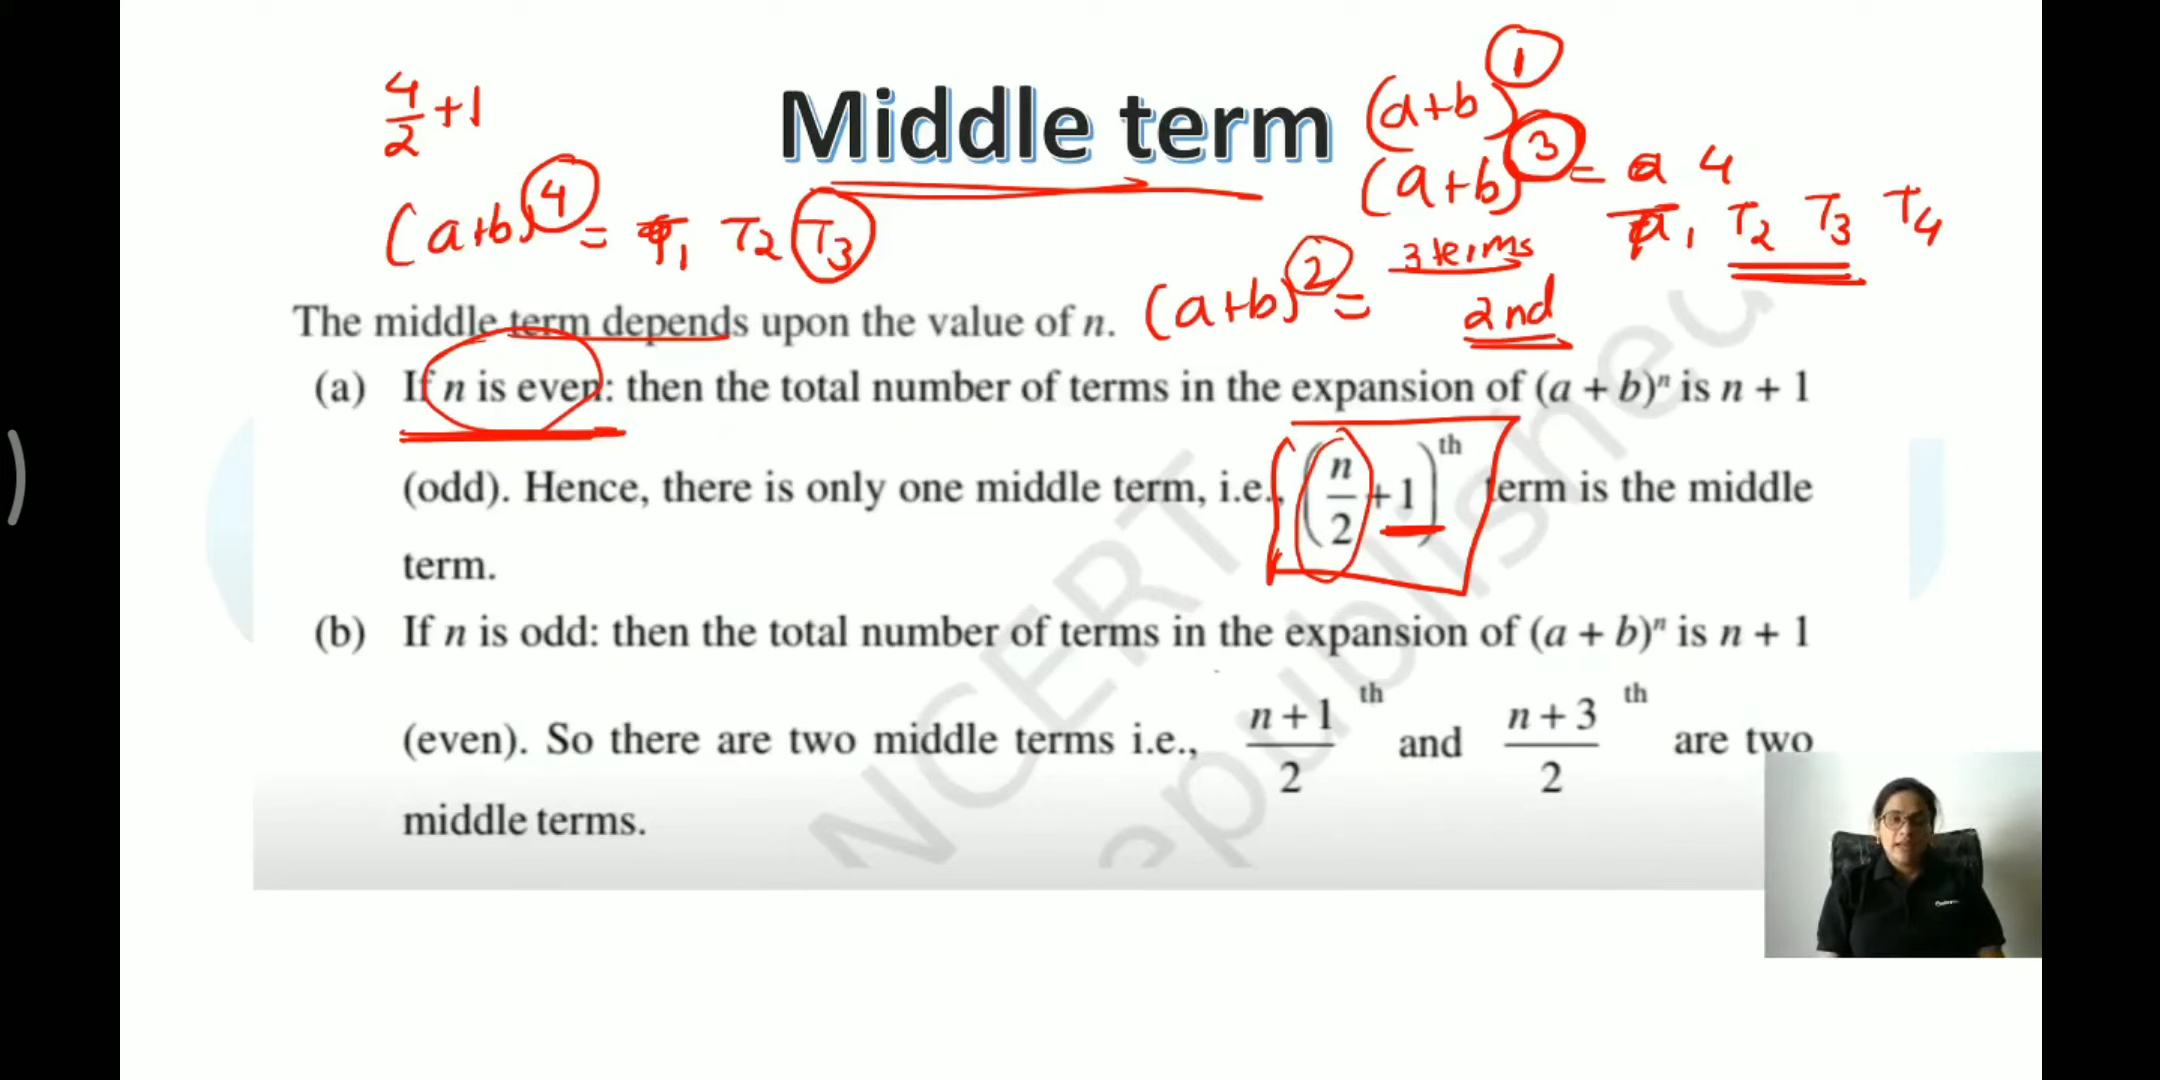 4/2 + 1
Middle term
(a+b)^1
(a+b)^3 = a 4
(a+b)^4 = T1 T2 T3
T1 T2 T3 T4
(a+b)^2 = 3 terms
2nd
The middle term depends upon the value of n.
(a) If n is even: then the total number of terms in the expansion of (a + b)^n is n + 1
(odd). Hence, there is only one middle term, i.e., (n/2 + 1)^th term is the middle
term.
(b) If n is odd: then the total number of terms in the expansion of (a + b)^n is n + 1
(even). So there are two middle terms i.e., n+1/2 th and n+3/2 th are two
middle terms.
NCERT
republished